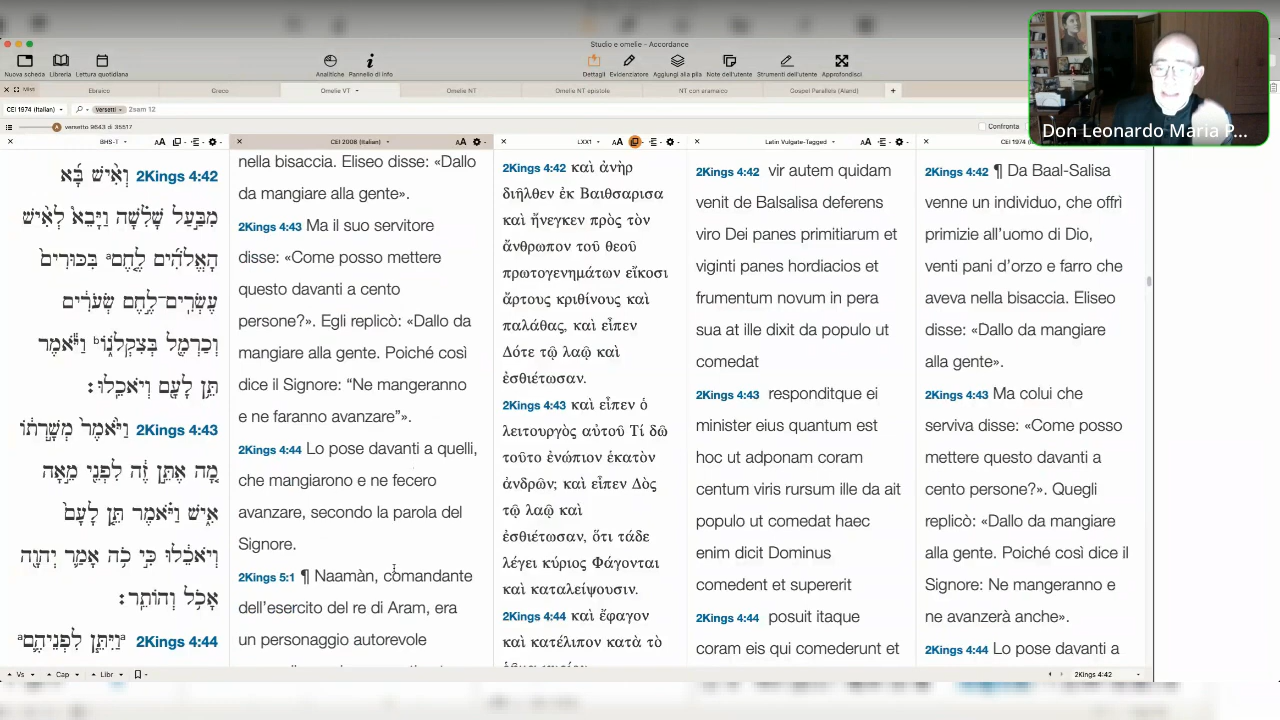 Studio e omelie - Accordance
Nuova scheda
Libreria
Lettura quotidiana
Analitiche
Pannello di info
Dettagli
Evidenziatore
Aggiungi alla pila
Note dell'utente
Strumenti dell'utente
Approfondisci
Ebraico
Greco
Omelie VT
Omelie NT
Omelie NT epistole
NT con aramaico
Gospel Parallels (Aland)
CEI 1974 (Italian)
Versetti
2sam 12
versetto 9643 di 35517
Confronta
Don Leonardo Maria P...
BHS-T
2Kings 4:42 וְאִ֨ישׁ בָּ֜א
מִבַּ֣עַל שָׁלִ֗שָׁה וַיָּבֵא֩ לְאִ֨ישׁ
הָאֱלֹהִ֜ים לֶ֤חֶםᵃ בִּכּוּרִים֙
עֶשְׂרִֽים־לֶ֣חֶם שְׂעֹרִ֔ים
וְכַרְמֶ֖ל בְּצִקְלֹנ֑וֹᵇ וַיֹּ֕אמֶר
תֵּ֥ן לָעָ֖ם וְיֹאכֵֽלוּ׃
2Kings 4:43 וַיֹּ֙אמֶר֙ מְשָׁ֣רְת֔וֹ
מָ֚ה אֶתֵּ֣ן זֶ֔ה לִפְנֵ֖י מֵ֣אָה
אִ֑ישׁ וַיֹּ֗אמֶר תֵּ֤ן לָעָם֙
וְיֹאכֵ֔לוּ כִּ֣י כֹ֥ה אָמַ֛ר יְהוָ֖ה
אָכֹ֥ל וְהוֹתֵֽר׃
2Kings 4:44 ᵃוַיִּתֵּ֧ן לִפְנֵיהֶ֛םᵃ
CEI 2008 (Italian)
nella bisaccia. Eliseo disse: «Dallo
da mangiare alla gente».
2Kings 4:43 Ma il suo servitore
disse: «Come posso mettere
questo davanti a cento
persone?». Egli replicò: «Dallo da
mangiare alla gente. Poiché così
dice il Signore: “Ne mangeranno
e ne faranno avanzare”».
2Kings 4:44 Lo pose davanti a quelli,
che mangiarono e ne fecero
avanzare, secondo la parola del
Signore.
2Kings 5:1 ¶ Naamàn, comandante
dell’esercito del re di Aram, era
un personaggio autorevole
LXX1
2Kings 4:42 καὶ ἀνὴρ
διῆλθεν ἐκ Βαιθσαρισα
καὶ ἤνεγκεν πρὸς τὸν
ἄνθρωπον τοῦ θεοῦ
πρωτογενημάτων εἴκοσι
ἄρτους κριθίνους καὶ
παλάθας, καὶ εἶπεν
Δότε τῷ λαῷ καὶ
ἐσθιέτωσαν.
2Kings 4:43 καὶ εἶπεν ὁ
λειτουργὸς αὐτοῦ Τί δῶ
τοῦτο ἐνώπιον ἑκατὸν
ἀνδρῶν; καὶ εἶπεν Δὸς
τῷ λαῷ καὶ
ἐσθιέτωσαν, ὅτι τάδε
λέγει κύριος Φάγονται
καὶ καταλείψουσιν.
2Kings 4:44 καὶ ἔφαγον
καὶ κατέλιπον κατὰ τὸ
Latin Vulgate-Tagged
2Kings 4:42 vir autem quidam
venit de Balsalisa deferens
viro Dei panes primitiarum et
viginti panes hordiacios et
frumentum novum in pera
sua at ille dixit da populo ut
comedat
2Kings 4:43 responditque ei
minister eius quantum est
hoc ut adponam coram
centum viris rursum ille da ait
populo ut comedat haec
enim dicit Dominus
comedent et supererit
2Kings 4:44 posuit itaque
coram eis qui comederunt et
CEI 1974
2Kings 4:42 ¶ Da Baal-Salisa
venne un individuo, che offrì
primizie all’uomo di Dio,
venti pani d’orzo e farro che
aveva nella bisaccia. Eliseo
disse: «Dallo da mangiare
alla gente».
2Kings 4:43 Ma colui che
serviva disse: «Come posso
mettere questo davanti a
cento persone?». Quegli
replicò: «Dallo da mangiare
alla gente. Poiché così dice il
Signore: Ne mangeranno e
ne avanzerà anche».
2Kings 4:44 Lo pose davanti a
Vs
Cap
Libr
2Kings 4:42